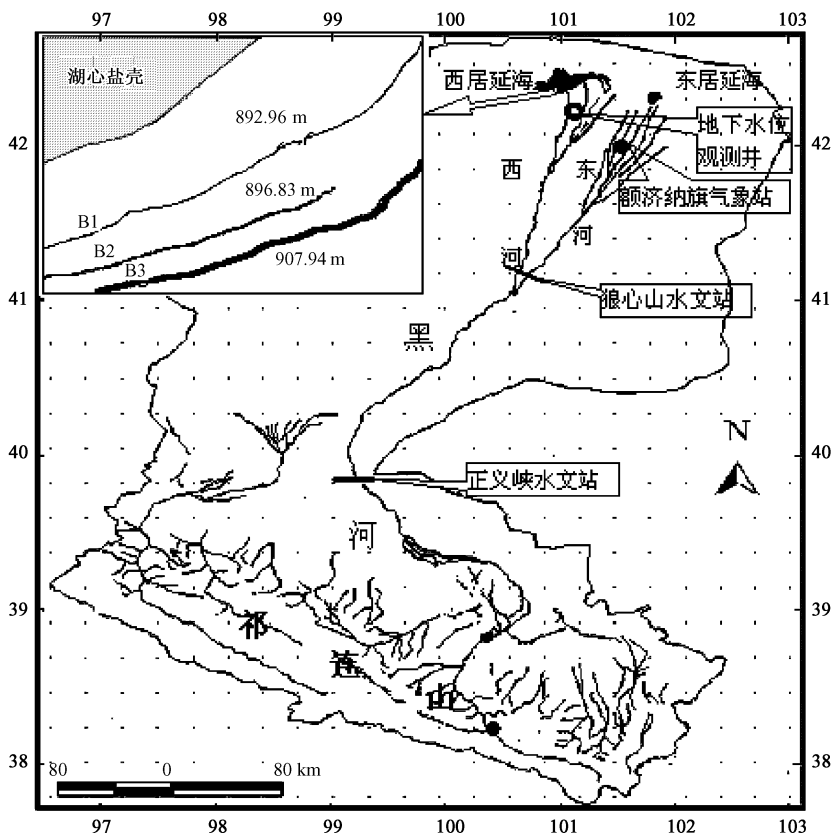 97 98 99 100 101 102 103
湖心盐壳
892.96 m
896.83 m
907.94 m
B1
B2
B3
西居延海
东居延海
地下水位
观测井
额济纳旗气象站
西
河
东
河
狼心山水文站
黑
河
正义峡水文站
N
祁
连
山
42
41
40
39
38
42
41
40
39
38
80 0 80 km
97 98 99 100 101 102 103